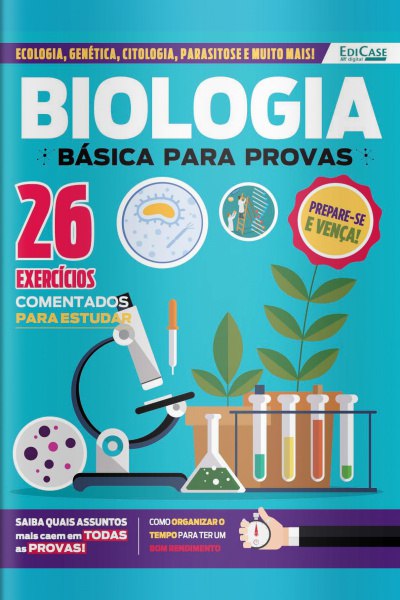 ECOLOGIA, GENÉTICA, CITOLOGIA, PARASITOSE E MUITO MAIS!
EDICASE
digital
BIOLOGIA
BÁSICA PARA PROVAS
26
EXERCÍCIOS
COMENTADOS
PARA ESTUDAR
PREPARE-SE
E VENÇA!
SAIBA QUAIS ASSUNTOS
mais caem em TODAS
as PROVAS!
COMO ORGANIZAR O
TEMPO PARA TER UM
BOM RENDIMENTO